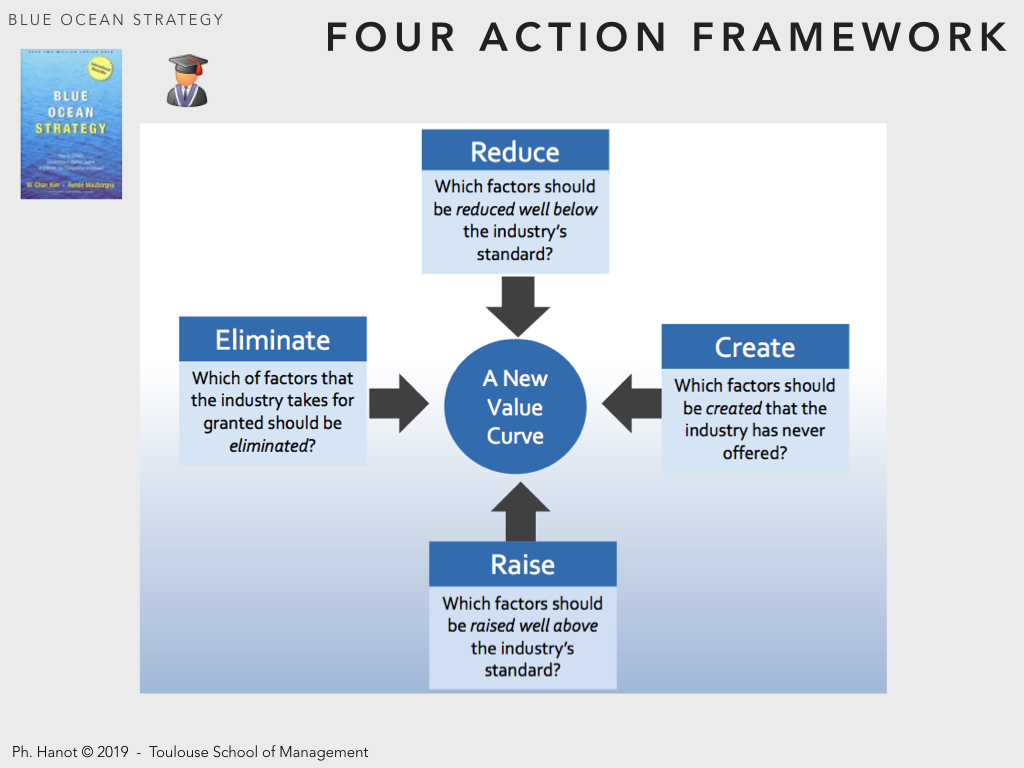 BLUE OCEAN STRATEGY
FOUR ACTION FRAMEWORK
BLUE
OCEAN
STRATEGY
W. Chan Kim - Renée Mauborgne
Reduce
Which factors should
be reduced well below
the industry's
standard?
Eliminate
Which of factors that
the industry takes for
granted should be
eliminated?
A New
Value
Curve
Create
Which factors should
be created that the
industry has never
offered?
Raise
Which factors should
be raised well above
the industry's
standard?
Ph. Hanot © 2019 - Toulouse School of Management